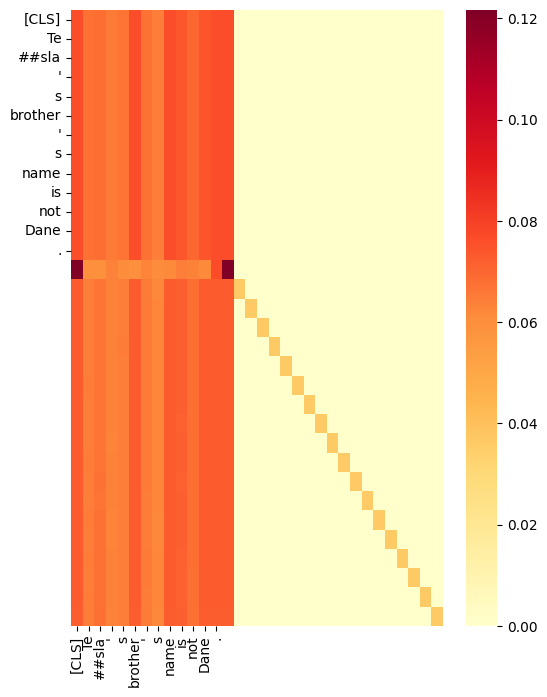 [CLS]
Te
##sla
'
s
brother
'
s
name
is
not
Dane
.
0.12
0.10
0.08
0.06
0.04
0.02
0.00
[CLS]
Te
##sla
'
s
brother
'
s
name
is
not
Dane
.